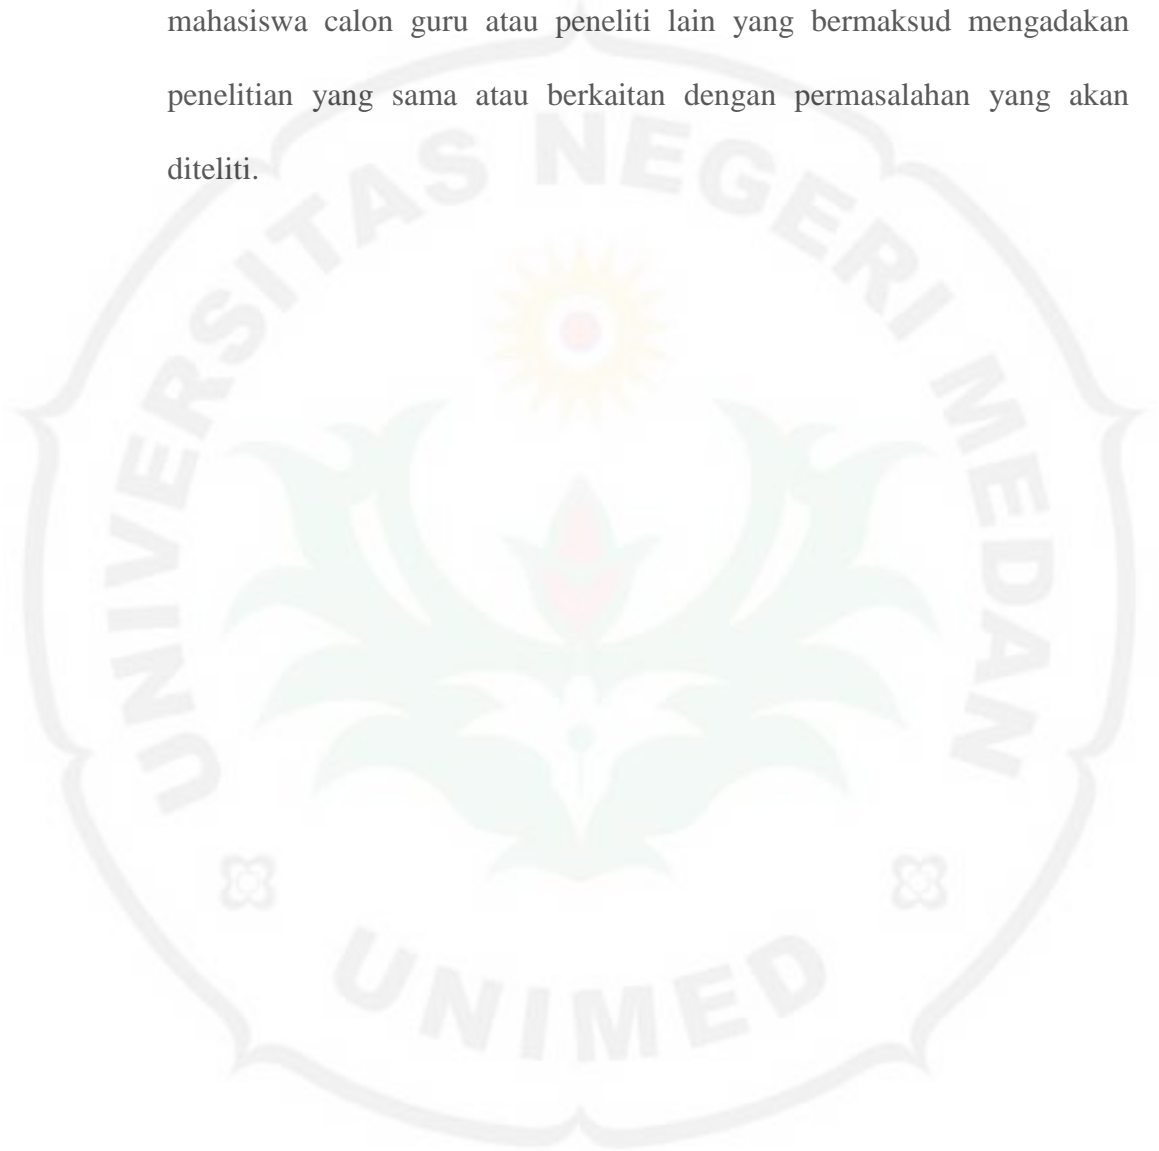 mahasiswa calon guru atau peneliti lain yang bermaksud mengadakan
penelitian yang sama atau berkaitan dengan permasalahan yang akan
diteliti.
UNIVERSITAS NEGERI MEDAN
UNIMED